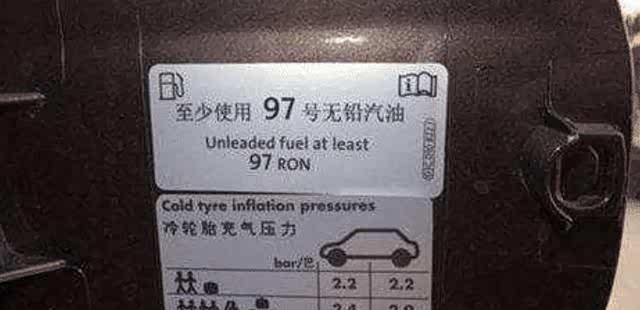 至少使用 97 号无铅汽油
Unleaded fuel at least
97 RON
Cold tyre inflation pressures
冷轮胎充气压力
bar/巴
2.2 2.2